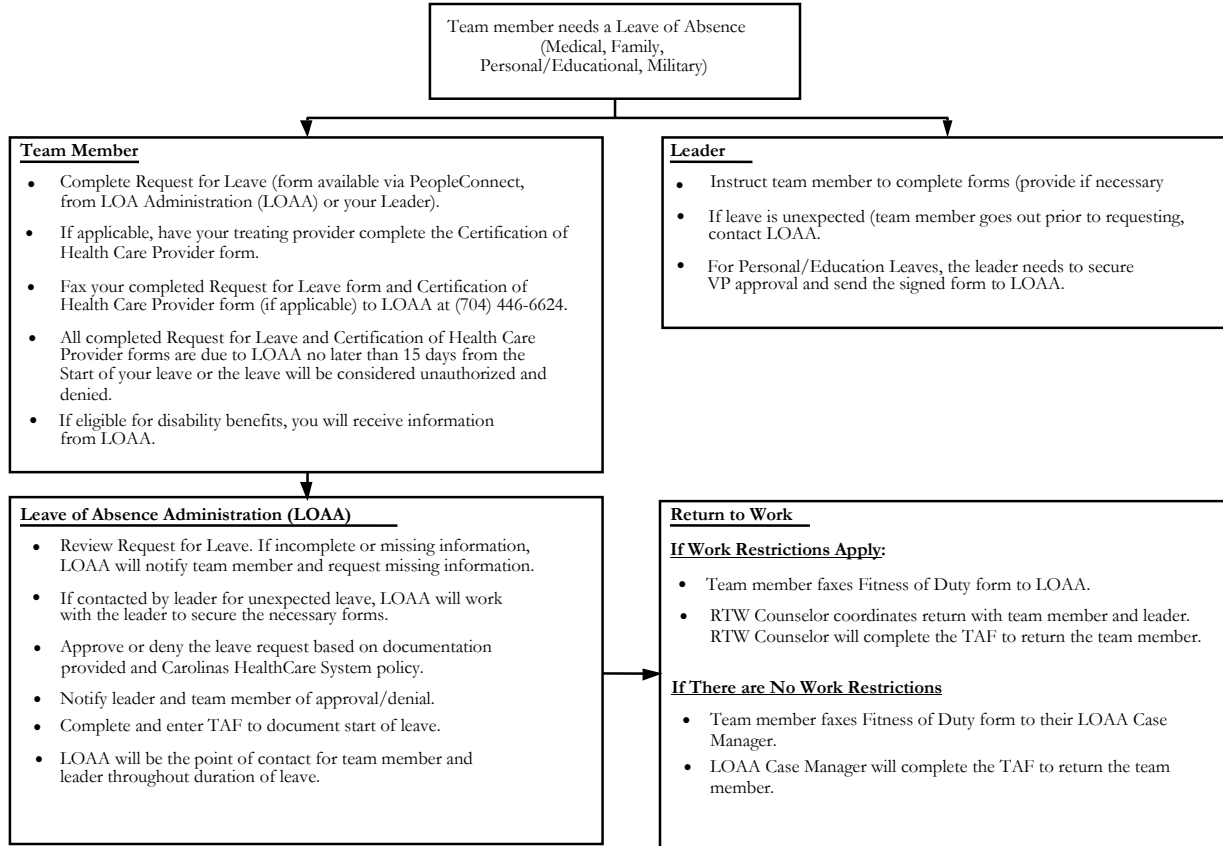 Team member needs a Leave of Absence
(Medical, Family,
Personal/Educational, Military)
Team Member
• Complete Request for Leave (form available via PeopleConnect,
from LOA Administration (LOAA) or your Leader).
• If applicable, have your treating provider complete the Certification of
Health Care Provider form.
• Fax your completed Request for Leave form and Certification of
Health Care Provider form (if applicable) to LOAA at (704) 446-6624.
• All completed Request for Leave and Certification of Health Care
Provider forms are due to LOAA no later than 15 days from the
Start of your leave or the leave will be considered unauthorized and
denied.
• If eligible for disability benefits, you will receive information
from LOAA.
Leader
• Instruct team member to complete forms (provide if necessary
• If leave is unexpected (team member goes out prior to requesting,
contact LOAA.
• For Personal/Education Leaves, the leader needs to secure
VP approval and send the signed form to LOAA.
Leave of Absence Administration (LOAA)
• Review Request for Leave. If incomplete or missing information,
LOAA will notify team member and request missing information.
• If contacted by leader for unexpected leave, LOAA will work
with the leader to secure the necessary forms.
• Approve or deny the leave request based on documentation
provided and Carolinas HealthCare System policy.
• Notify leader and team member of approval/denial.
• Complete and enter TAF to document start of leave.
• LOAA will be the point of contact for team member and
leader throughout duration of leave.
Return to Work
If Work Restrictions Apply:
• Team member faxes Fitness of Duty form to LOAA.
• RTW Counselor coordinates return with team member and leader.
RTW Counselor will complete the TAF to return the team member.
If There are No Work Restrictions
• Team member faxes Fitness of Duty form to their LOAA Case
Manager.
• LOAA Case Manager will complete the TAF to return the team
member.